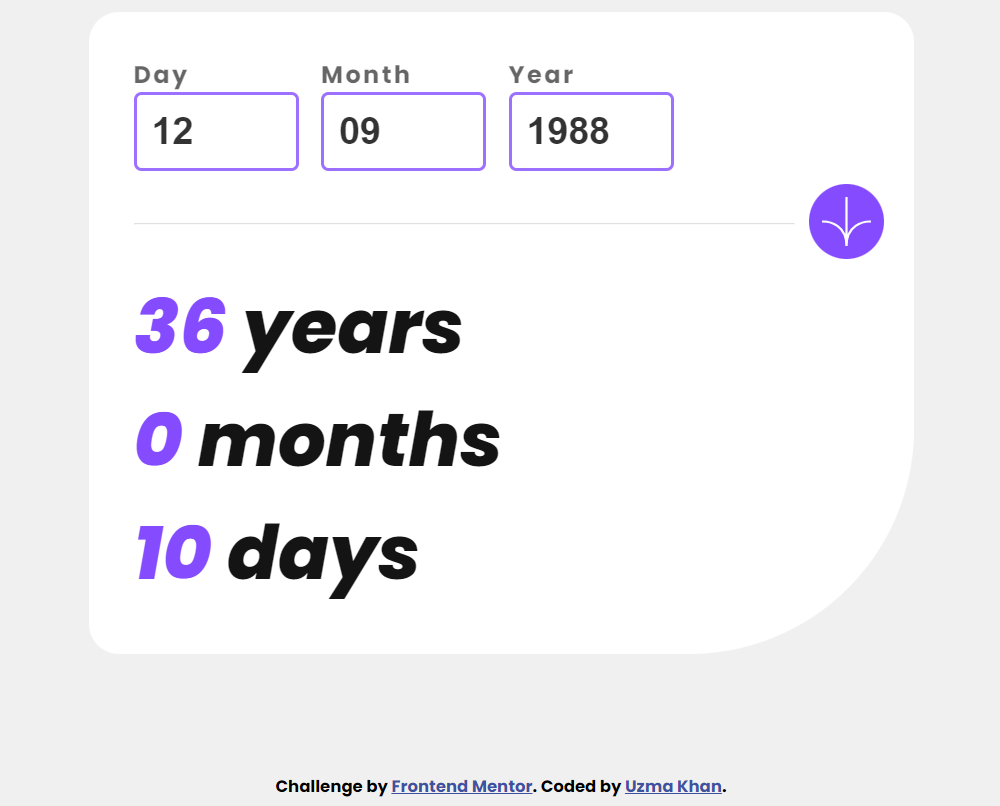 Day Month Year
12 09 1988
36 years
0 months
10 days
Challenge by Frontend Mentor. Coded by Uzma Khan.